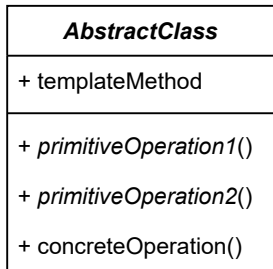 AbstractClass
+ templateMethod
+ primitiveOperation1()
+ primitiveOperation2()
+ concreteOperation()